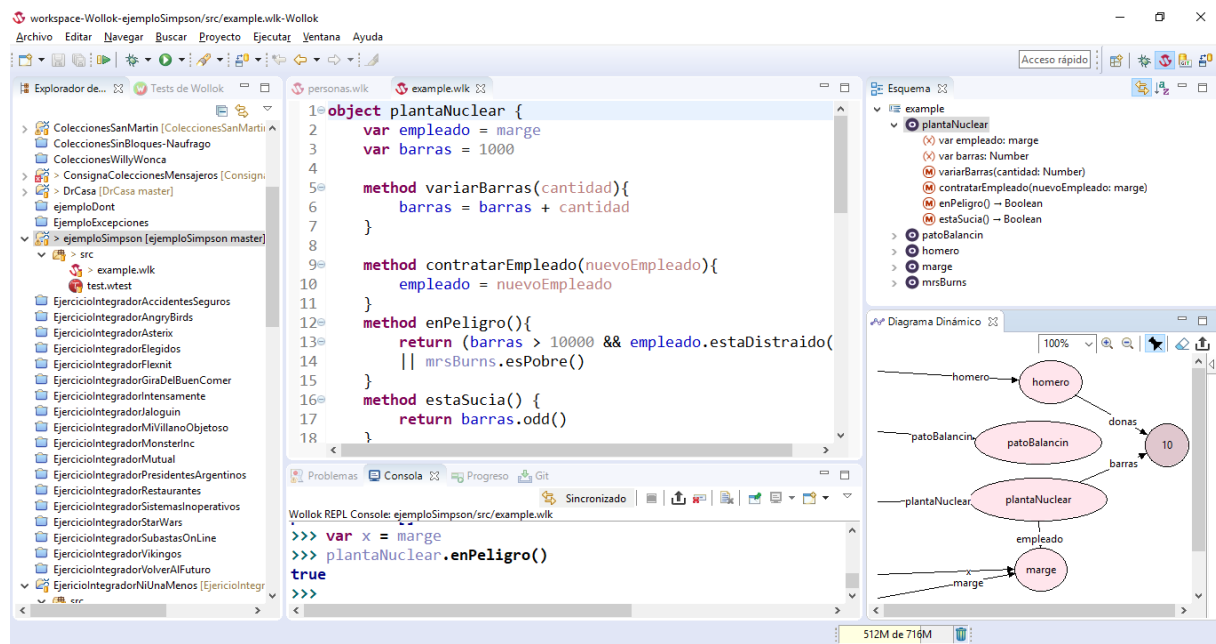 workspace-Wollok-ejemploSimpson/src/example.wlk-Wollok
Archivo Editar Navegar Buscar Proyecto Ejecutar Ventana Ayuda
Acceso rápido
Explorador de... Tests de Wollok
ColeccionesSanMartin [ColeccionesSanMarti
ColeccionesSinBloques-Naufrago
ColeccionesWillyWonca
> ConsignaColeccionesMensajeros [Consigna
> DrCasa [DrCasa master]
ejemploDont
EjemploExcepciones
> ejemploSimpson [ejemploSimpson master]
> src
> example.wlk
test.wtest
EjercicioIntegradorAccidentesSeguros
EjercicioIntegradorAngryBirds
EjercicioIntegradorAsterix
EjercicioIntegradorElegidos
EjercicioIntegradorFlexnit
EjercicioIntegradorGiraDelBuenComer
EjercicioIntegradorIntensamente
EjercicioIntegradorJaloguin
EjercicioIntegradorMiVillanoObjetoso
EjercicioIntegradorMonsterInc
EjercicioIntegradorMutual
EjercicioIntegradorPresidentesArgentinos
EjercicioIntegradorRestaurantes
EjercicioIntegradorSistemasInoperativos
EjercicioIntegradorStarWars
EjercicioIntegradorSubastasOnLine
EjercicioIntegradorVikingos
EjercicioIntegradorVolverAlFuturo
EjericioIntegradorNiUnaMenos [EjericioIntegr
src
personas.wlk example.wlk
1 object plantaNuclear {
2 var empleado = marge
3 var barras = 1000
4
5 method variarBarras(cantidad){
6 barras = barras + cantidad
7 }
8
9 method contratarEmpleado(nuevoEmpleado){
10 empleado = nuevoEmpleado
11 }
12 method enPeligro(){
13 return (barras > 10000 && empleado.estaDistraido(
14 || mrsBurns.esPobre()
15 }
16 method estaSucia() {
17 return barras.odd()
18 }
Problemas Consola Progreso Git
Sincronizado
Wollok REPL Console: ejemploSimpson/src/example.wlk
>>> var x = marge
>>> plantaNuclear.enPeligro()
true
>>>
Esquema
example
plantaNuclear
var empleado: marge
var barras: Number
variarBarras(cantidad: Number)
contratarEmpleado(nuevoEmpleado: marge)
enPeligro() → Boolean
estaSucia() → Boolean
patoBalancin
homero
marge
mrsBurns
Diagrama Dinámico
100%
homero homero
donas
patoBalancin patoBalancin 10
barras
plantaNuclear plantaNuclear
empleado
x marge
marge
512M de 716M